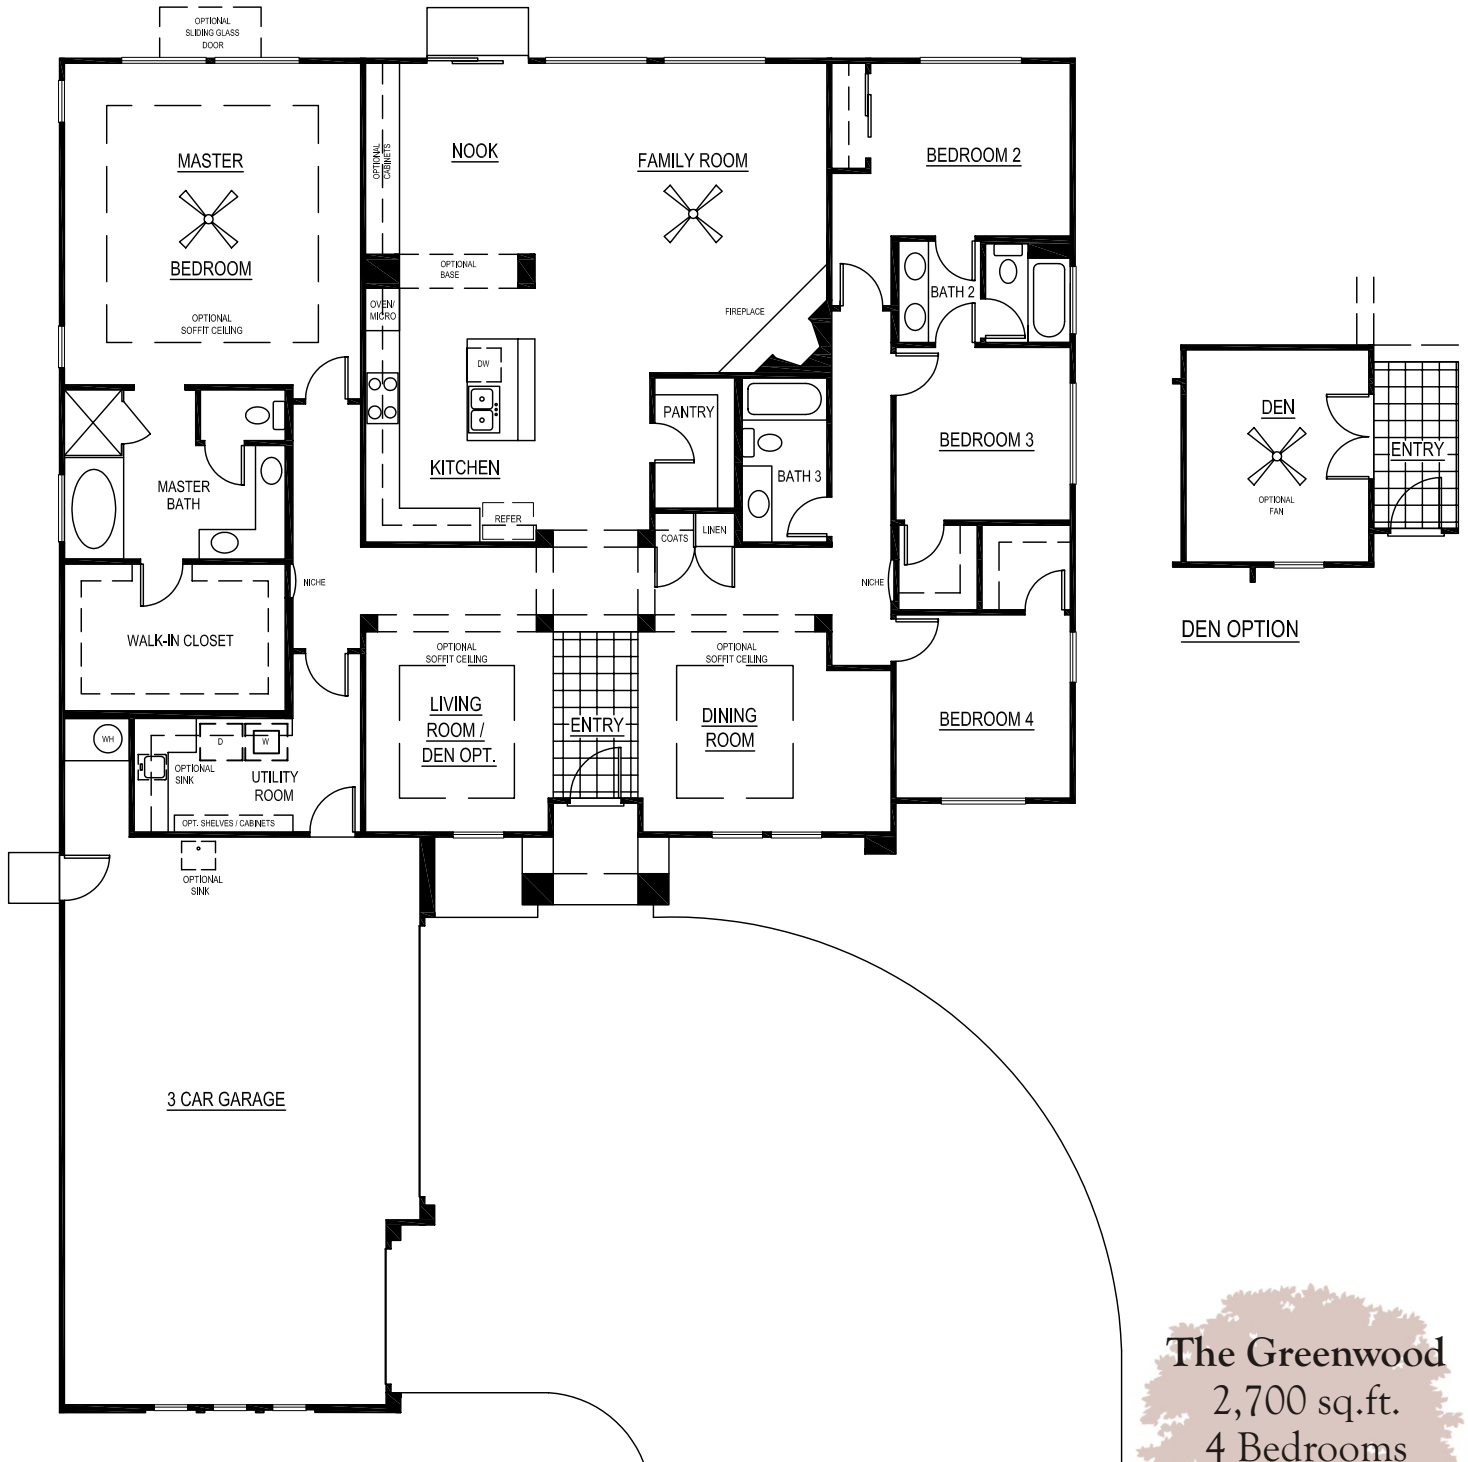 OPTIONAL
SLIDING GLASS
DOOR
MASTER
BEDROOM
OPTIONAL
SOFFIT CEILING
OPTIONAL
CABINETS
NOOK
FAMILY ROOM
BEDROOM 2
OPTIONAL
BASE
OVEN/
MICRO
FIREPLACE
BATH 2
DW
PANTRY
KITCHEN
BATH 3
BEDROOM 3
MASTER
BATH
REFER
COATS
LINEN
NICHE
NICHE
WALK-IN CLOSET
OPTIONAL
SOFFIT CEILING
OPTIONAL
SOFFIT CEILING
LIVING
ROOM /
DEN OPT.
ENTRY
DINING
ROOM
BEDROOM 4
WH
D
W
OPTIONAL
SINK
UTILITY
ROOM
OPT. SHELVES / CABINETS
OPTIONAL
SINK
3 CAR GARAGE
DEN
OPTIONAL
FAN
ENTRY
DEN OPTION
The Greenwood
2,700 sq.ft.
4 Bedrooms